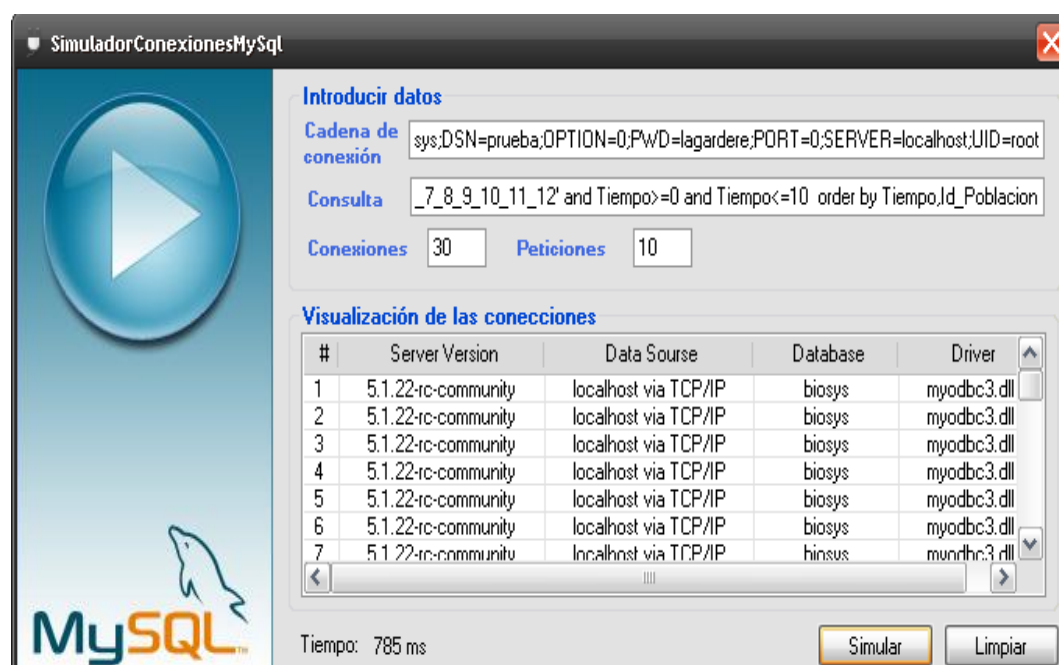 SimuladorConexionesMySql
Introducir datos
Cadena de conexión
sys;DSN=prueba;OPTION=0;PWD=lagardere;PORT=0;SERVER=localhost;UID=root
Consulta
_7_8_9_10_11_12' and Tiempo>=0 and Tiempo<=10 order by Tiempo,Id_Poblacion
Conexiones 30 Peticiones 10
Visualización de las conecciones
# Server Version Data Sourse Database Driver
1 5.1.22-rc-community localhost via TCP/IP biosys myodbc3.dll
2 5.1.22-rc-community localhost via TCP/IP biosys myodbc3.dll
3 5.1.22-rc-community localhost via TCP/IP biosys myodbc3.dll
4 5.1.22-rc-community localhost via TCP/IP biosys myodbc3.dll
5 5.1.22-rc-community localhost via TCP/IP biosys myodbc3.dll
6 5.1.22-rc-community localhost via TCP/IP biosys myodbc3.dll
7 5.1.22-rc-community localhost via TCP/IP biosys myodbc3.dll
MySQL
Tiempo: 785 ms
Simular Limpiar